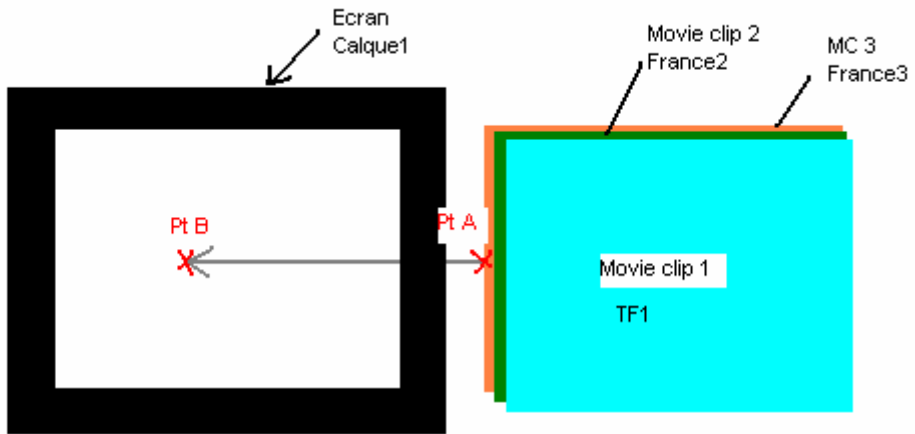 Ecran
Calque1
Movie clip 2
France2
MC 3
France3
Pt B
Pt A
Movie clip 1
TF1